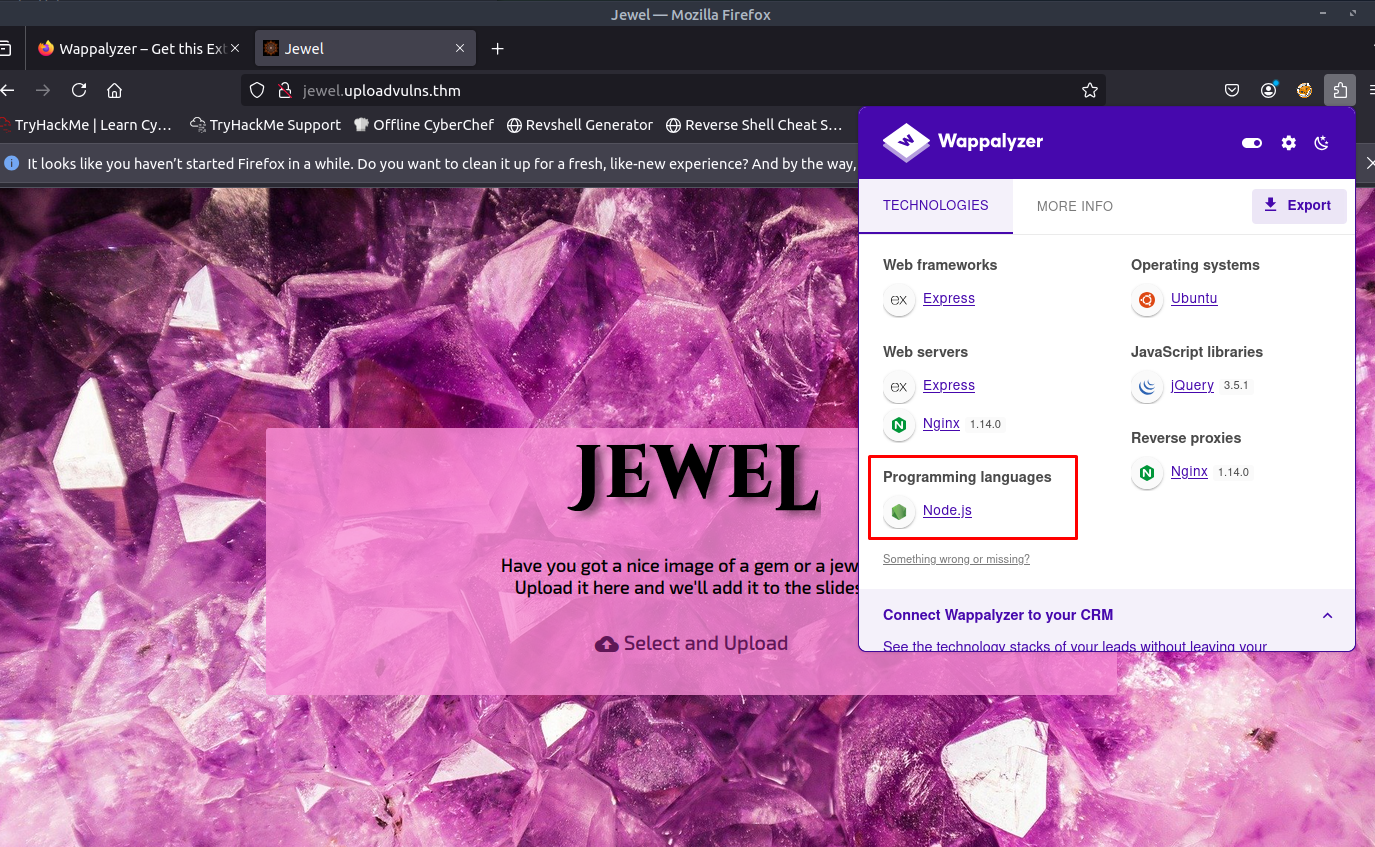 Jewel — Mozilla Firefox
Wappalyzer – Get this Ext
Jewel
jewel.uploadvulns.thm
TryHackMe | Learn Cy…
TryHackMe Support
Offline CyberChef
Revshell Generator
Reverse Shell Cheat S…
It looks like you haven't started Firefox in a while. Do you want to clean it up for a fresh, like-new experience? And by the way,
Wappalyzer
TECHNOLOGIES
MORE INFO
Export
Web frameworks
ex
Express
Web servers
ex
Express
Nginx 1.14.0
Programming languages
Node.js
Something wrong or missing?
Operating systems
Ubuntu
JavaScript libraries
jQuery 3.5.1
Reverse proxies
Nginx 1.14.0
Connect Wappalyzer to your CRM
See the technology stacks of your leads without leaving your
JEWEL
Have you got a nice image of a gem or a jew
Upload it here and we'll add it to the slides
Select and Upload